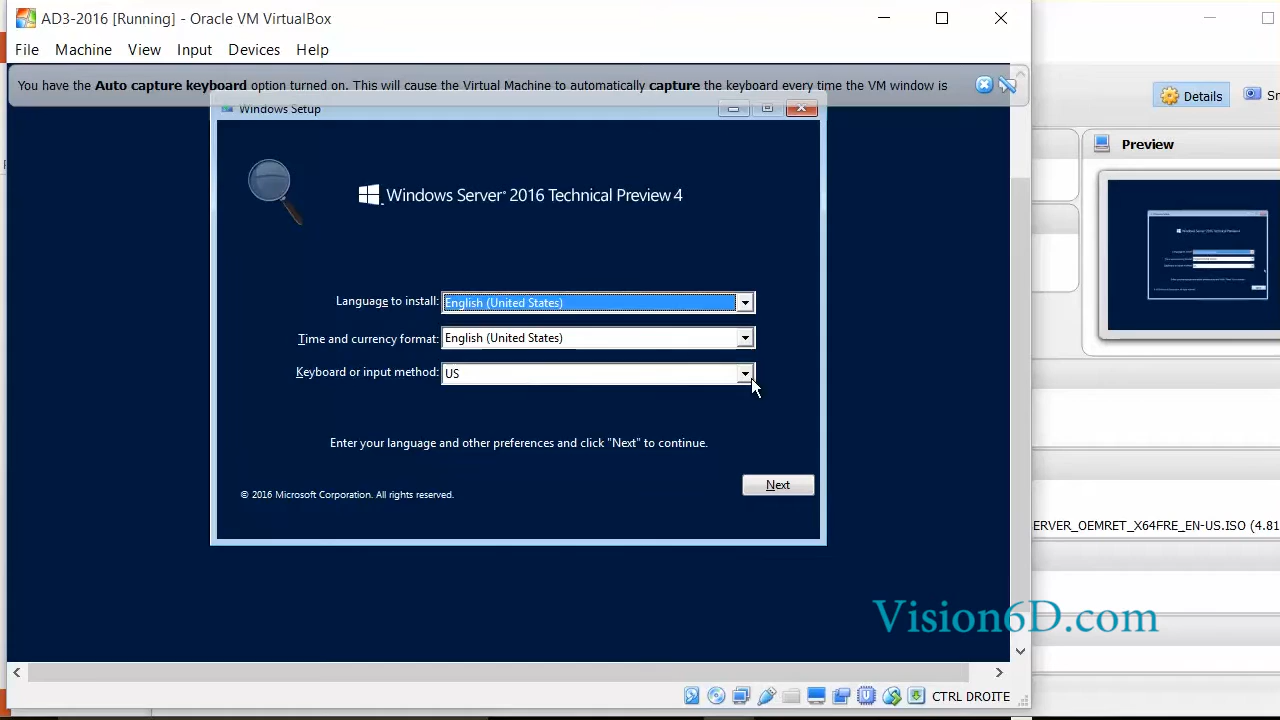 AD3-2016 [Running] - Oracle VM VirtualBox
File Machine View Input Devices Help
You have the Auto capture keyboard option turned on. This will cause the Virtual Machine to automatically capture the keyboard every time the VM window is
Details
Preview
Windows Setup
Windows Server® 2016 Technical Preview 4
Language to install: English (United States)
Time and currency format: English (United States)
Keyboard or input method: US
Enter your language and other preferences and click "Next" to continue.
Next
© 2016 Microsoft Corporation. All rights reserved.
ERVER_OEMRET_X64FRE_EN-US.ISO (4.81
Vision6D.com
CTRL DROITE